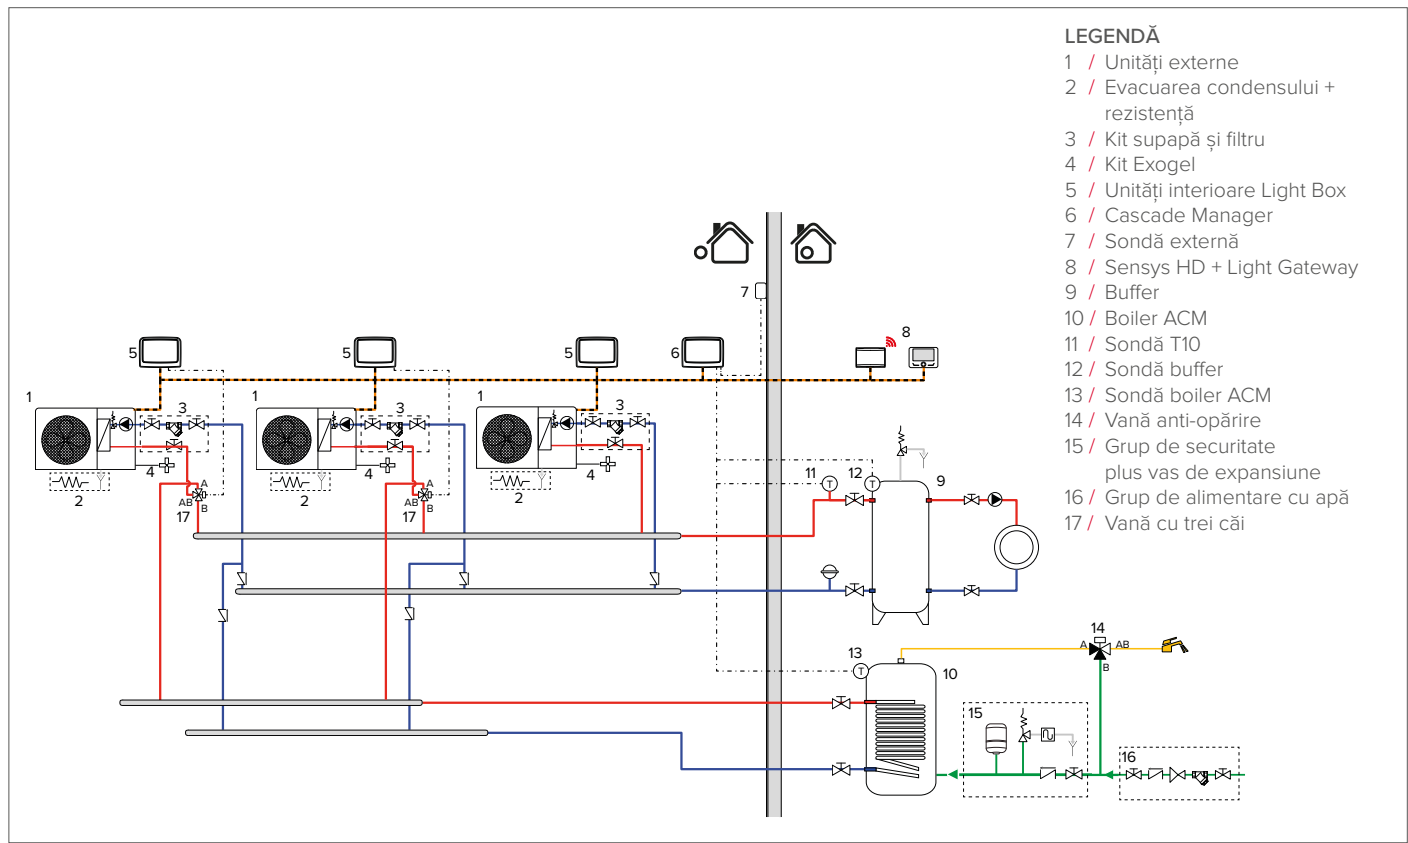 LEGENDĂ
1 / Unități externe
2 / Evacuarea condensului +
rezistență
3 / Kit supapă și filtru
4 / Kit Exogel
5 / Unități interioare Light Box
6 / Cascade Manager
7 / Sondă externă
8 / Sensys HD + Light Gateway
9 / Buffer
10 / Boiler ACM
11 / Sondă T10
12 / Sondă buffer
13 / Sondă boiler ACM
14 / Vană anti-opărire
15 / Grup de securitate
plus vas de expansiune
16 / Grup de alimentare cu apă
17 / Vană cu trei căi
7
5
5
5
6
8
1
3
1
3
1
3
4
4
4
2
2
2
A
AB
B
17
A
AB
B
17
11
T
12
T
9
13
T
10
14
A
AB
B
15
16